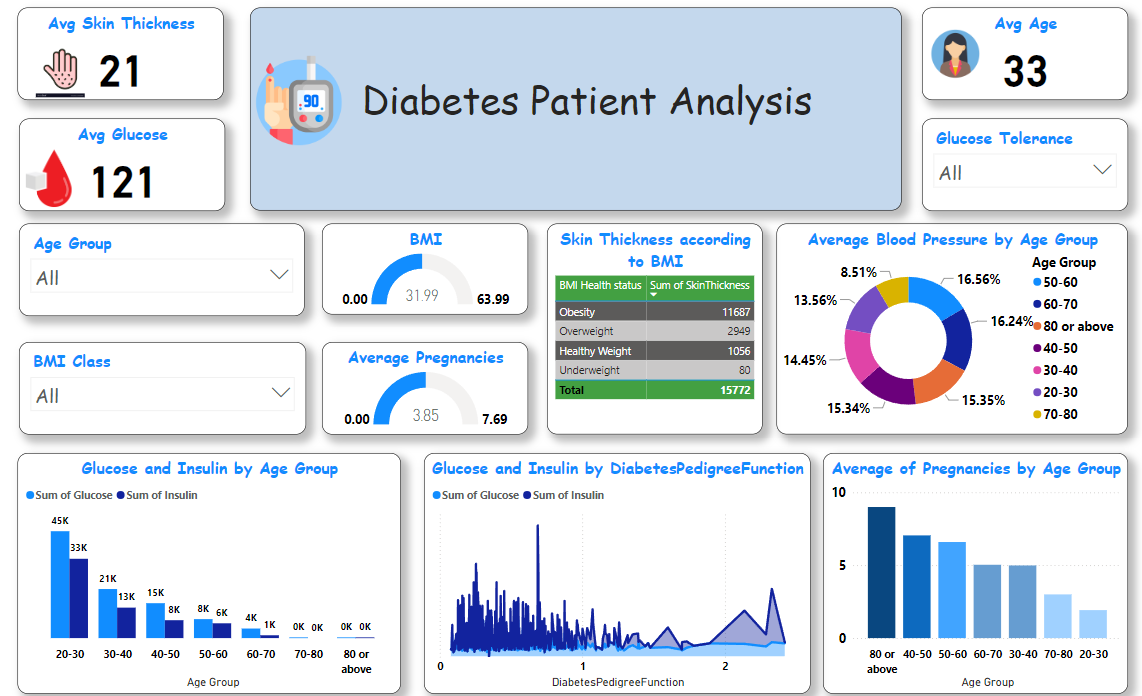 Avg Skin Thickness
21
90
Diabetes Patient Analysis
Avg Age
33
Avg Glucose
121
Glucose Tolerance
All
Age Group
All
BMI
0.00
31.99
63.99
Skin Thickness according
to BMI
BMI Health status Sum of SkinThickness
Obesity 11687
Overweight 2949
Healthy Weight 1056
Underweight 80
Total 15772
Average Blood Pressure by Age Group
8.51%
16.56%
13.56%
16.24%
14.45%
15.34%
15.35%
Age Group
50-60
60-70
80 or above
40-50
30-40
20-30
70-80
BMI Class
All
Average Pregnancies
0.00
3.85
7.69
Glucose and Insulin by Age Group
Sum of Glucose Sum of Insulin
45K 33K 21K 13K 15K 8K 8K 6K 4K 1K 0K 0K 0K 0K
20-30 30-40 40-50 50-60 60-70 70-80 80 or
above
Age Group
Glucose and Insulin by DiabetesPedigreeFunction
Sum of Glucose Sum of Insulin
0 1 2
DiabetesPedigreeFunction
Average of Pregnancies by Age Group
10
5
0
80 or 40-50 50-60 60-70 30-40 70-80 20-30
above
Age Group